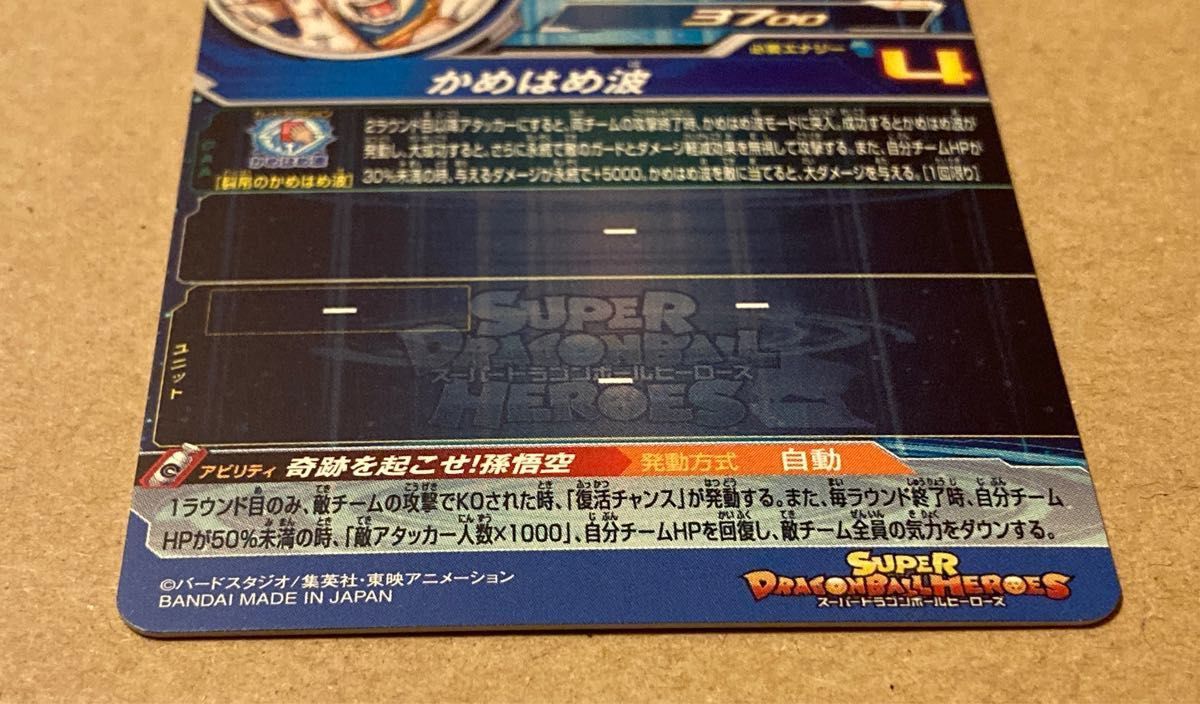 3700
必要エナジー 4
かめはめ波
2ラウンド目以降アタッカーにすると、両チームの攻撃終了時、かめはめ波モードに突入。成功するとかめはめ波が
発動し、大成功すると、さらに永続で敵のガードとダメージ軽減効果を無視して攻撃する。また、自分チームHPが
30%未満の時、与えるダメージが永続で+5000。かめはめ波を敵に当てると、大ダメージを与える。[1回限り]
かめはめ波
ー
ー
ー
ユニット
ー
SUPER
DRAGONBALL
スーパードラゴンボールヒーローズ
HEROES
アビリティ 奇跡を起こせ!孫悟空 発動方式 自動
1ラウンド目のみ、敵チームの攻撃でKOされた時、「復活チャンス」が発動する。また、毎ラウンド終了時、自分チーム
HPが50%未満の時、「敵アタッカー人数×1000」、自分チームHPを回復し、敵チーム全員の気力をダウンする。
©バードスタジオ/集英社・東映アニメーション
BANDAI MADE IN JAPAN
SUPER
DRAGONBALL HEROES
スーパードラゴンボールヒーローズ